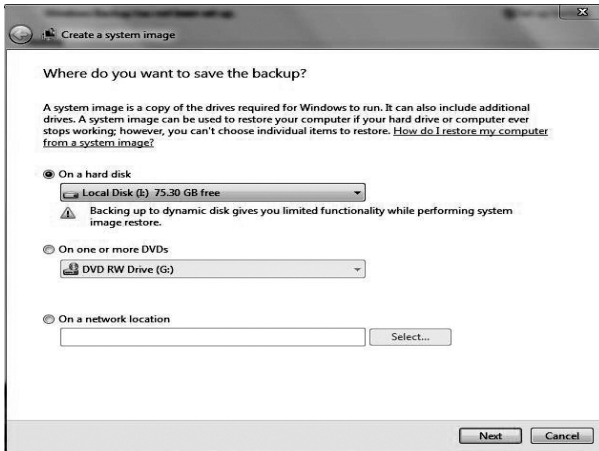 Create a system image
Where do you want to save the backup?
A system image is a copy of the drives required for Windows to run. It can also include additional
drives. A system image can be used to restore your computer if your hard drive or computer ever
stops working; however, you can't choose individual items to restore. How do I restore my computer
from a system image?
On a hard disk
Local Disk (I:) 75.30 GB free
Backing up to dynamic disk gives you limited functionality while performing system
image restore.
On one or more DVDs
DVD RW Drive (G:)
On a network location
Select...
Next Cancel